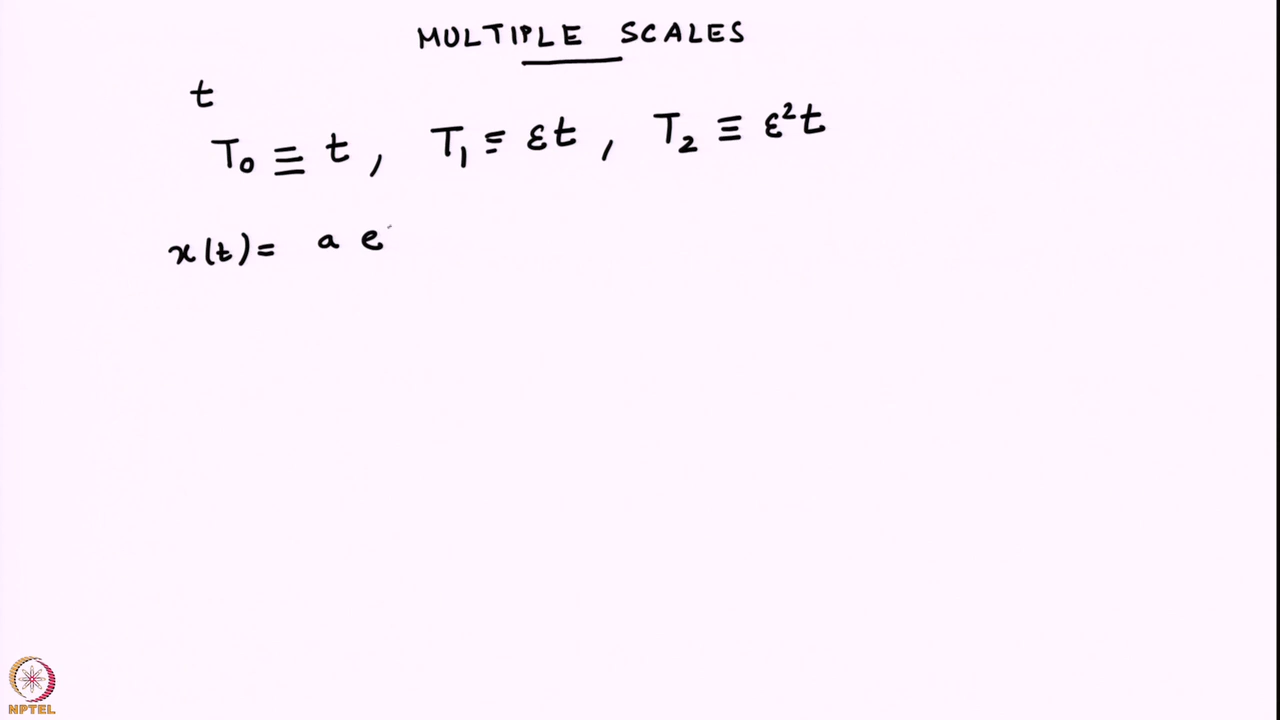 MULTIPLE SCALES
t
T₀ ≡ t , T₁ ≡ εt , T₂ ≡ ε²t
x(t) = a e
NPTEL